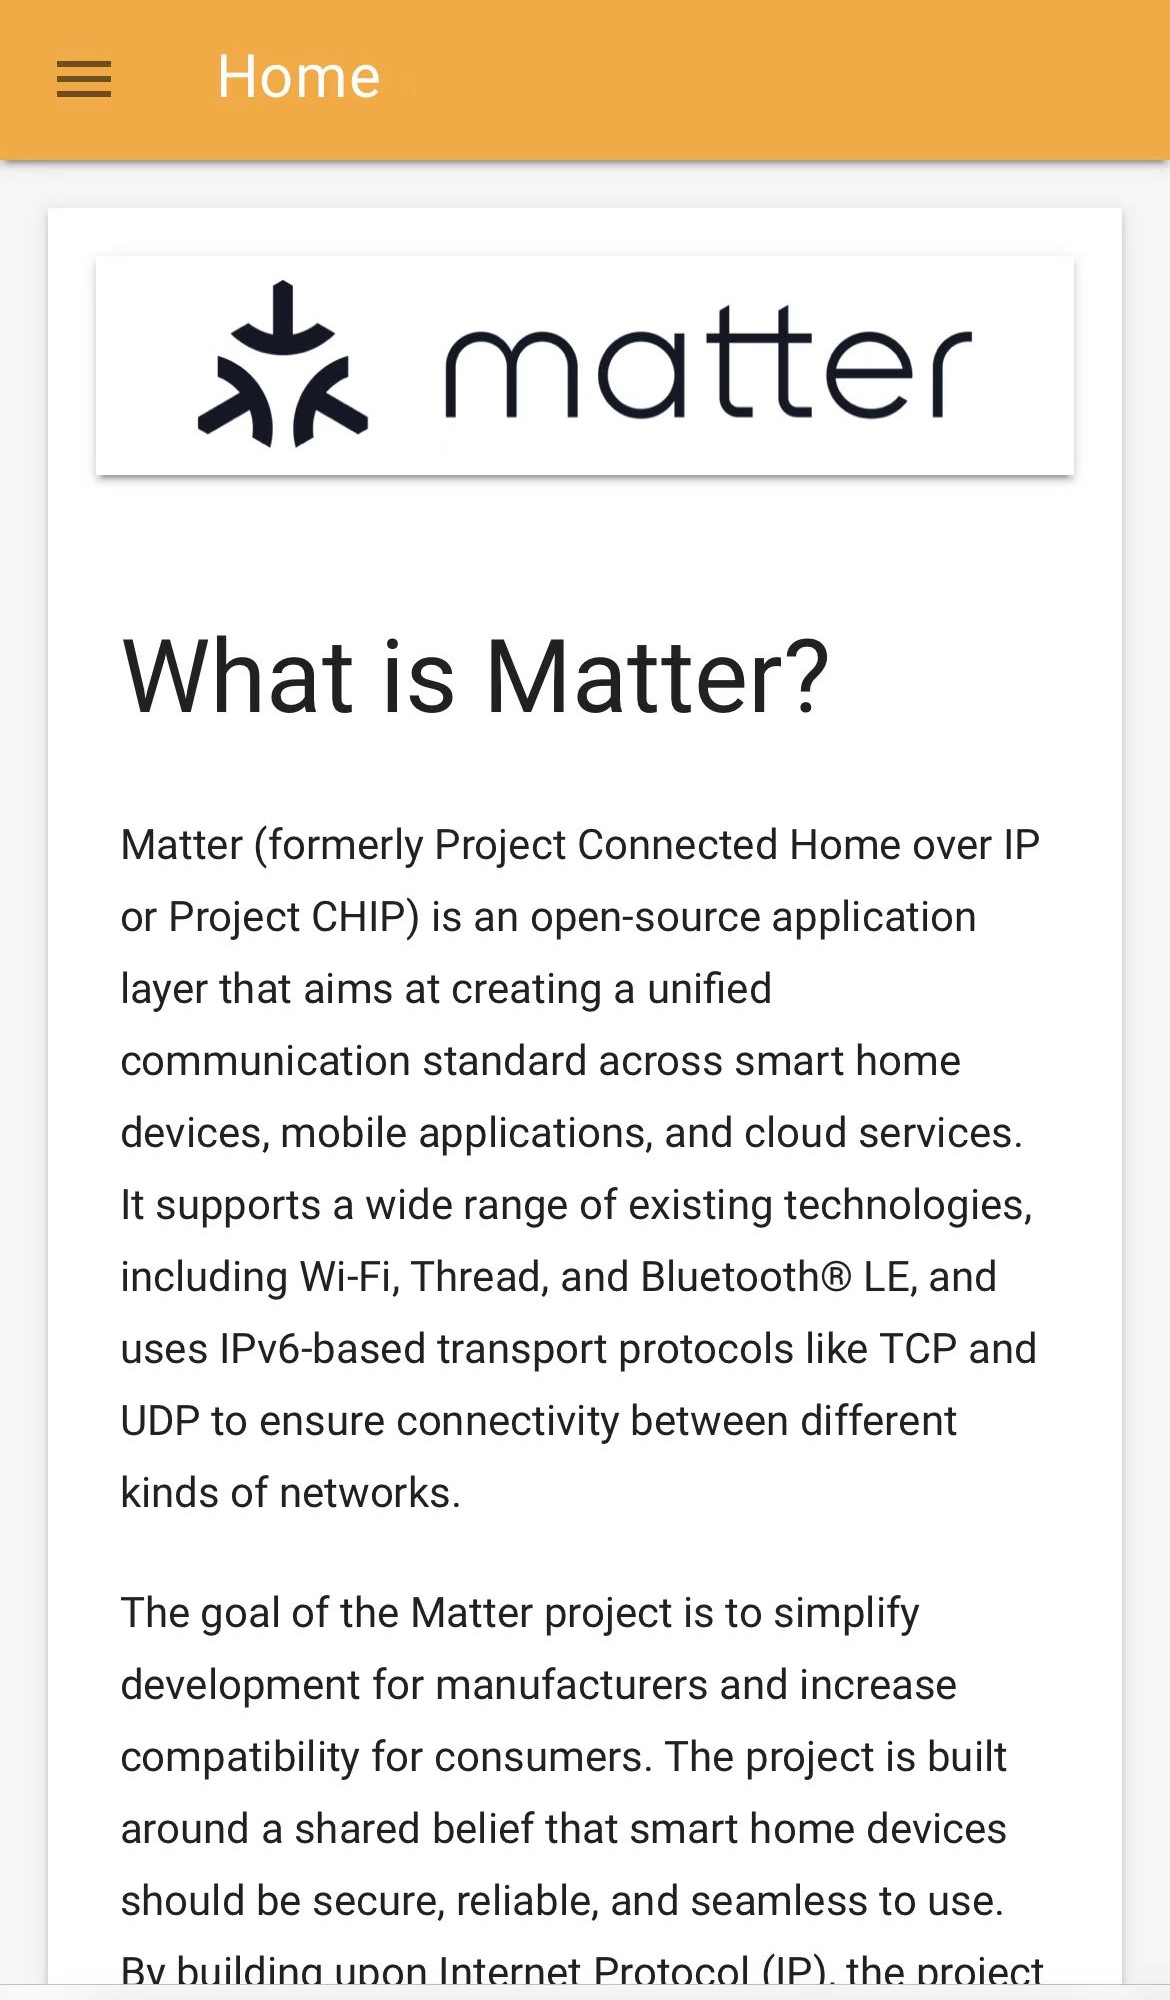 Home
matter
What is Matter?
Matter (formerly Project Connected Home over IP
or Project CHIP) is an open-source application
layer that aims at creating a unified
communication standard across smart home
devices, mobile applications, and cloud services.
It supports a wide range of existing technologies,
including Wi-Fi, Thread, and Bluetooth® LE, and
uses IPv6-based transport protocols like TCP and
UDP to ensure connectivity between different
kinds of networks.
The goal of the Matter project is to simplify
development for manufacturers and increase
compatibility for consumers. The project is built
around a shared belief that smart home devices
should be secure, reliable, and seamless to use.
By building upon Internet Protocol (IP), the project